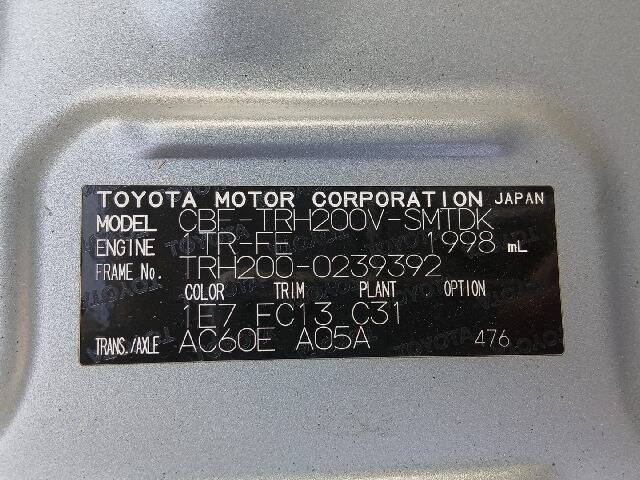 TOYOTA MOTOR CORPORATION JAPAN
MODEL CBF-TRH200V-SMTDK
ENGINE 1TR-FE 1998 mL
FRAME No. TRH200-0239392
COLOR TRIM PLANT OPTION
1E7 FC13 C31
TRANS./AXLE AC60E A05A 476